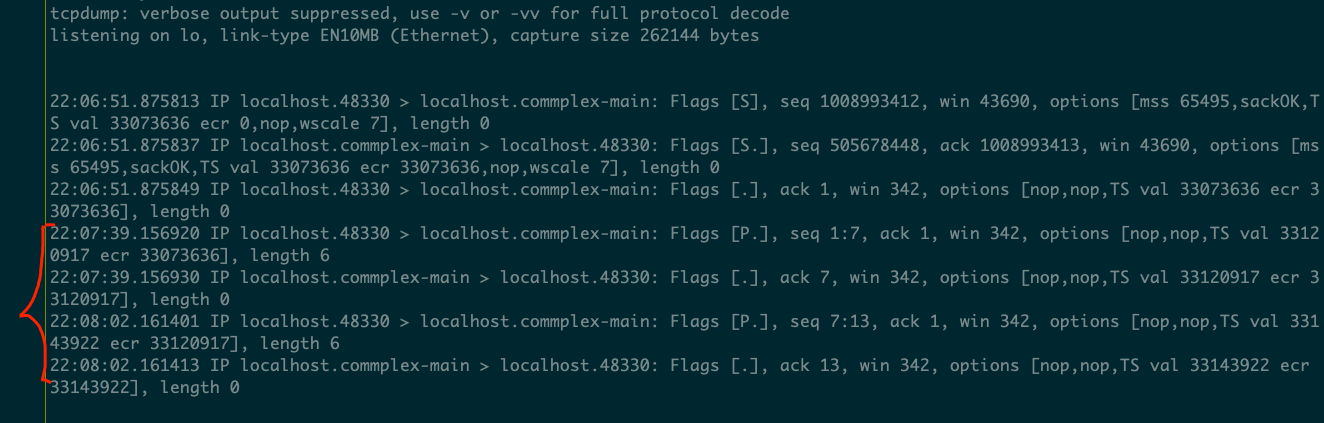 tcpdump: verbose output suppressed, use -v or -vv for full protocol decode
listening on lo, link-type EN10MB (Ethernet), capture size 262144 bytes
22:06:51.875813 IP localhost.48330 > localhost.commplex-main: Flags [S], seq 1008993412, win 43690, options [mss 65495,sackOK,T
S val 33073636 ecr 0,nop,wscale 7], length 0
22:06:51.875837 IP localhost.commplex-main > localhost.48330: Flags [S.], seq 505678448, ack 1008993413, win 43690, options [ms
s 65495,sackOK,TS val 33073636 ecr 33073636,nop,wscale 7], length 0
22:06:51.875849 IP localhost.48330 > localhost.commplex-main: Flags [.], ack 1, win 342, options [nop,nop,TS val 33073636 ecr 3
3073636], length 0
22:07:39.156920 IP localhost.48330 > localhost.commplex-main: Flags [P.], seq 1:7, ack 1, win 342, options [nop,nop,TS val 3312
0917 ecr 33073636], length 6
22:07:39.156930 IP localhost.commplex-main > localhost.48330: Flags [.], ack 7, win 342, options [nop,nop,TS val 33120917 ecr 3
3120917], length 0
22:08:02.161401 IP localhost.48330 > localhost.commplex-main: Flags [P.], seq 7:13, ack 1, win 342, options [nop,nop,TS val 331
43922 ecr 33120917], length 6
22:08:02.161413 IP localhost.commplex-main > localhost.48330: Flags [.], ack 13, win 342, options [nop,nop,TS val 33143922 ecr
33143922], length 0